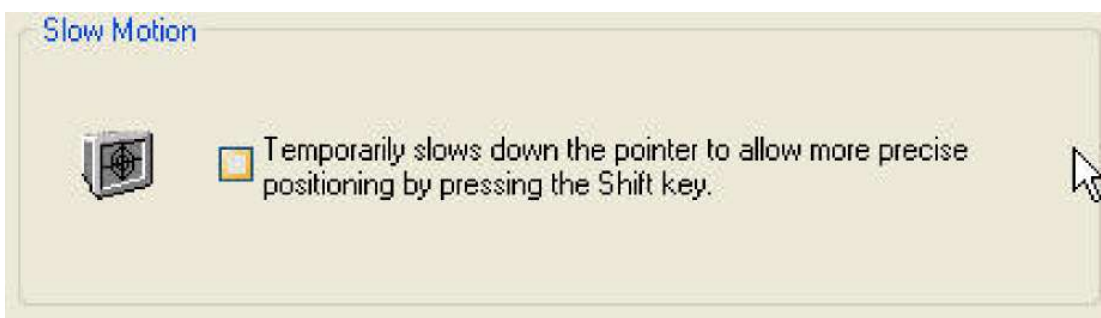 Slow Motion
Temporarily slows down the pointer to allow more precise
positioning by pressing the Shift key.